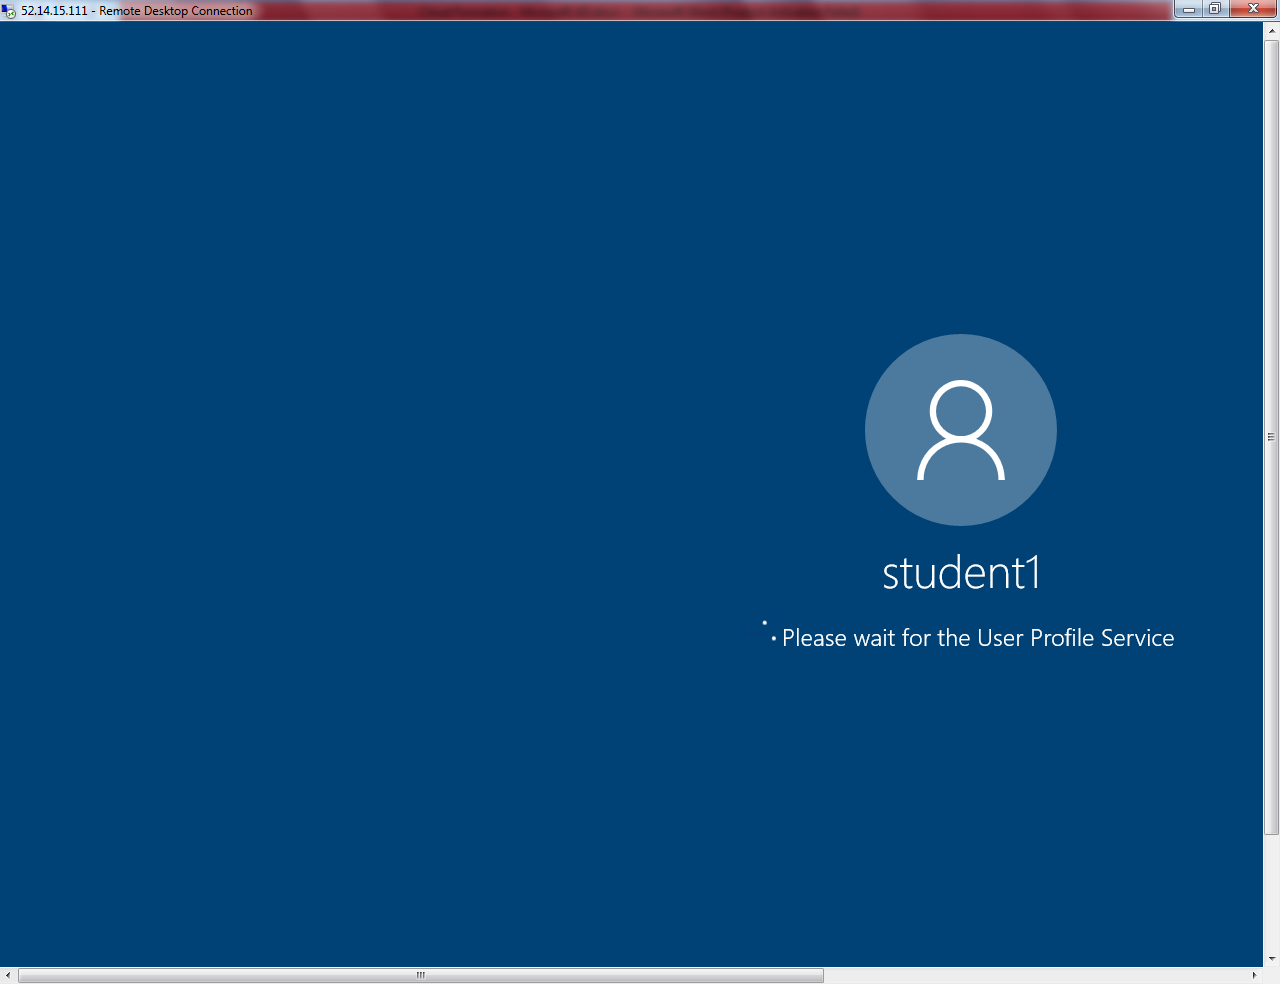 52.14.15.111 - Remote Desktop Connection
student1
Please wait for the User Profile Service